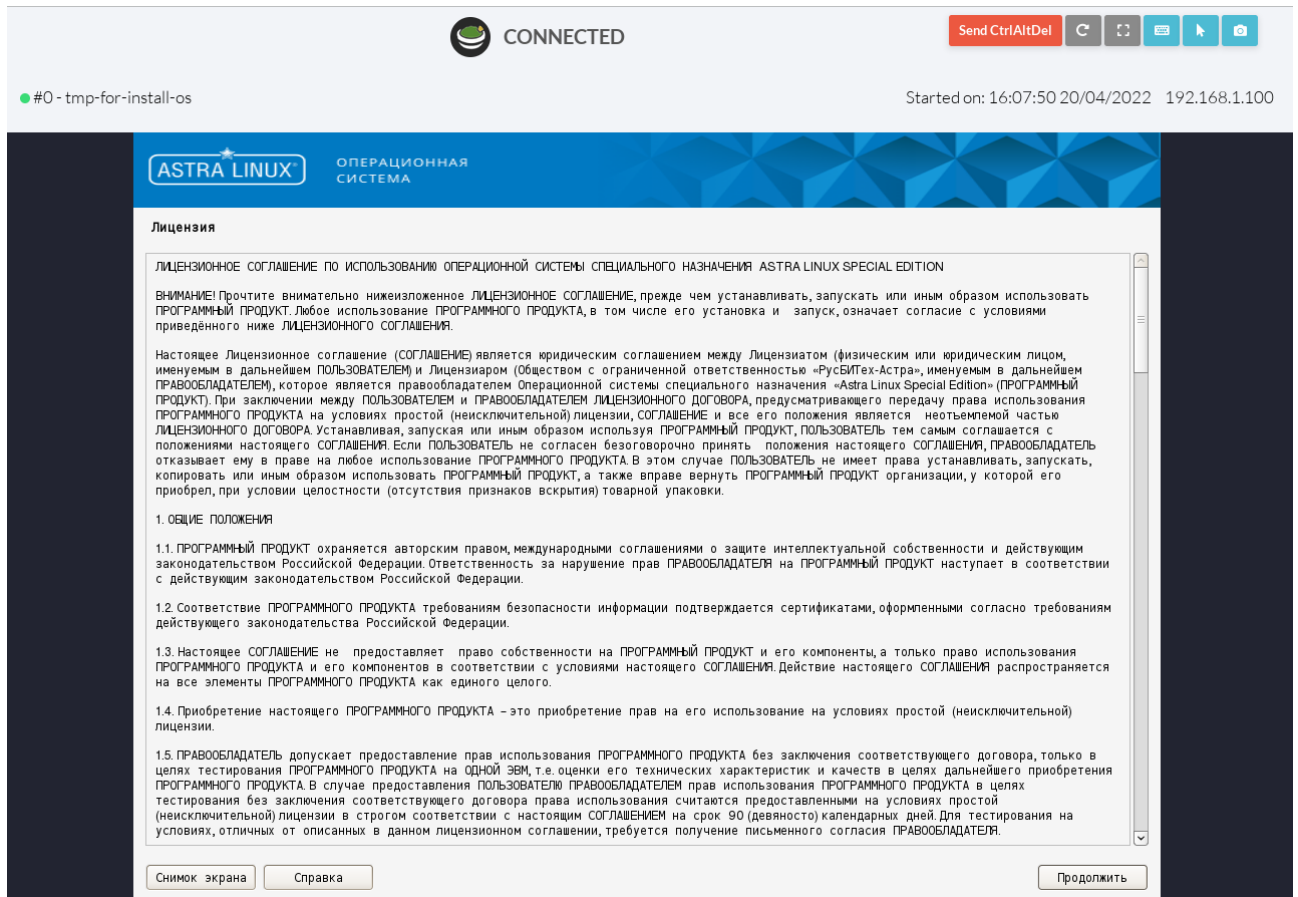 CONNECTED
Send CtrlAltDel
#0 - tmp-for-install-os
Started on: 16:07:50 20/04/2022 192.168.1.100
ASTRA LINUX®
ОПЕРАЦИОННАЯ
СИСТЕМА
Лицензия
ЛИЦЕНЗИОННОЕ СОГЛАШЕНИЕ ПО ИСПОЛЬЗОВАНИЮ ОПЕРАЦИОННОЙ СИСТЕМЫ СПЕЦИАЛЬНОГО НАЗНАЧЕНИЯ ASTRA LINUX SPECIAL EDITION
ВНИМАНИЕ! Прочтите внимательно нижеизложенное ЛИЦЕНЗИОННОЕ СОГЛАШЕНИЕ, прежде чем устанавливать, запускать или иным образом использовать
ПРОГРАММНЫЙ ПРОДУКТ. Любое использование ПРОГРАММНОГО ПРОДУКТА, в том числе его установка и запуск, означает согласие с условиями
приведённого ниже ЛИЦЕНЗИОННОГО СОГЛАШЕНИЯ.
Настоящее Лицензионное соглашение (СОГЛАШЕНИЕ) является юридическим соглашением между Лицензиатом (физическим или юридическим лицом,
именуемым в дальнейшем ПОЛЬЗОВАТЕЛЕМ) и Лицензиаром (Обществом с ограниченной ответственностью «РусБИТех-Астра», именуемым в дальнейшем
ПРАВООБЛАДАТЕЛЕМ), которое является правообладателем Операционной системы специального назначения «Astra Linux Special Edition» (ПРОГРАММНЫЙ
ПРОДУКТ). При заключении между ПОЛЬЗОВАТЕЛЕМ и ПРАВООБЛАДАТЕЛЕМ ЛИЦЕНЗИОННОГО ДОГОВОРА, предусматривающего передачу права использования
ПРОГРАММНОГО ПРОДУКТА на условиях простой (неисключительной) лицензии, СОГЛАШЕНИЕ и все его положения является неотъемлемой частью
ЛИЦЕНЗИОННОГО ДОГОВОРА. Устанавливая, запуская или иным образом используя ПРОГРАММНЫЙ ПРОДУКТ, ПОЛЬЗОВАТЕЛЬ тем самым соглашается с
положениями настоящего СОГЛАШЕНИЯ. Если ПОЛЬЗОВАТЕЛЬ не согласен безоговорочно принять положения настоящего СОГЛАШЕНИЯ, ПРАВООБЛАДАТЕЛЬ
отказывает ему в праве на любое использование ПРОГРАММНОГО ПРОДУКТА. В этом случае ПОЛЬЗОВАТЕЛЬ не имеет права устанавливать, запускать,
копировать или иным образом использовать ПРОГРАММНЫЙ ПРОДУКТ, а также вправе вернуть ПРОГРАММНЫЙ ПРОДУКТ организации, у которой его
приобрел, при условии целостности (отсутствия признаков вскрытия) товарной упаковки.
1. ОБЩИЕ ПОЛОЖЕНИЯ
1.1. ПРОГРАММНЫЙ ПРОДУКТ охраняется авторским правом, международными соглашениями о защите интеллектуальной собственности и действующим
законодательством Российской Федерации. Ответственность за нарушение прав ПРАВООБЛАДАТЕЛЯ на ПРОГРАММНЫЙ ПРОДУКТ наступает в соответствии
с действующим законодательством Российской Федерации.
1.2. Соответствие ПРОГРАММНОГО ПРОДУКТА требованиям безопасности информации подтверждается сертификатами, оформленными согласно требованиям
действующего законодательства Российской Федерации.
1.3. Настоящее СОГЛАШЕНИЕ не предоставляет право собственности на ПРОГРАММНЫЙ ПРОДУКТ и его компоненты, а только право использования
ПРОГРАММНОГО ПРОДУКТА и его компонентов в соответствии с условиями настоящего СОГЛАШЕНИЯ. Действие настоящего СОГЛАШЕНИЯ распространяется
на все элементы ПРОГРАММНОГО ПРОДУКТА как единого целого.
1.4. Приобретение настоящего ПРОГРАММНОГО ПРОДУКТА – это приобретение прав на его использование на условиях простой (неисключительной)
лицензии.
1.5. ПРАВООБЛАДАТЕЛЬ допускает предоставление прав использования ПРОГРАММНОГО ПРОДУКТА без заключения соответствующего договора, только в
целях тестирования ПРОГРАММНОГО ПРОДУКТА на ОДНОЙ ЭВМ, т.е. оценки его технических характеристик и качеств в целях дальнейшего приобретения
ПРОГРАММНОГО ПРОДУКТА. В случае предоставления ПОЛЬЗОВАТЕЛЮ ПРАВООБЛАДАТЕЛЕМ прав использования ПРОГРАММНОГО ПРОДУКТА в целях
тестирования без заключения соответствующего договора права использования считаются предоставленными на условиях простой
(неисключительной) лицензии в строгом соответствии с настоящим СОГЛАШЕНИЕМ на срок 90 (девяносто) календарных дней. Для тестирования на
условиях, отличных от описанных в данном лицензионном соглашении, требуется получение письменного согласия ПРАВООБЛАДАТЕЛЯ.
Снимок экрана
Справка
Продолжить